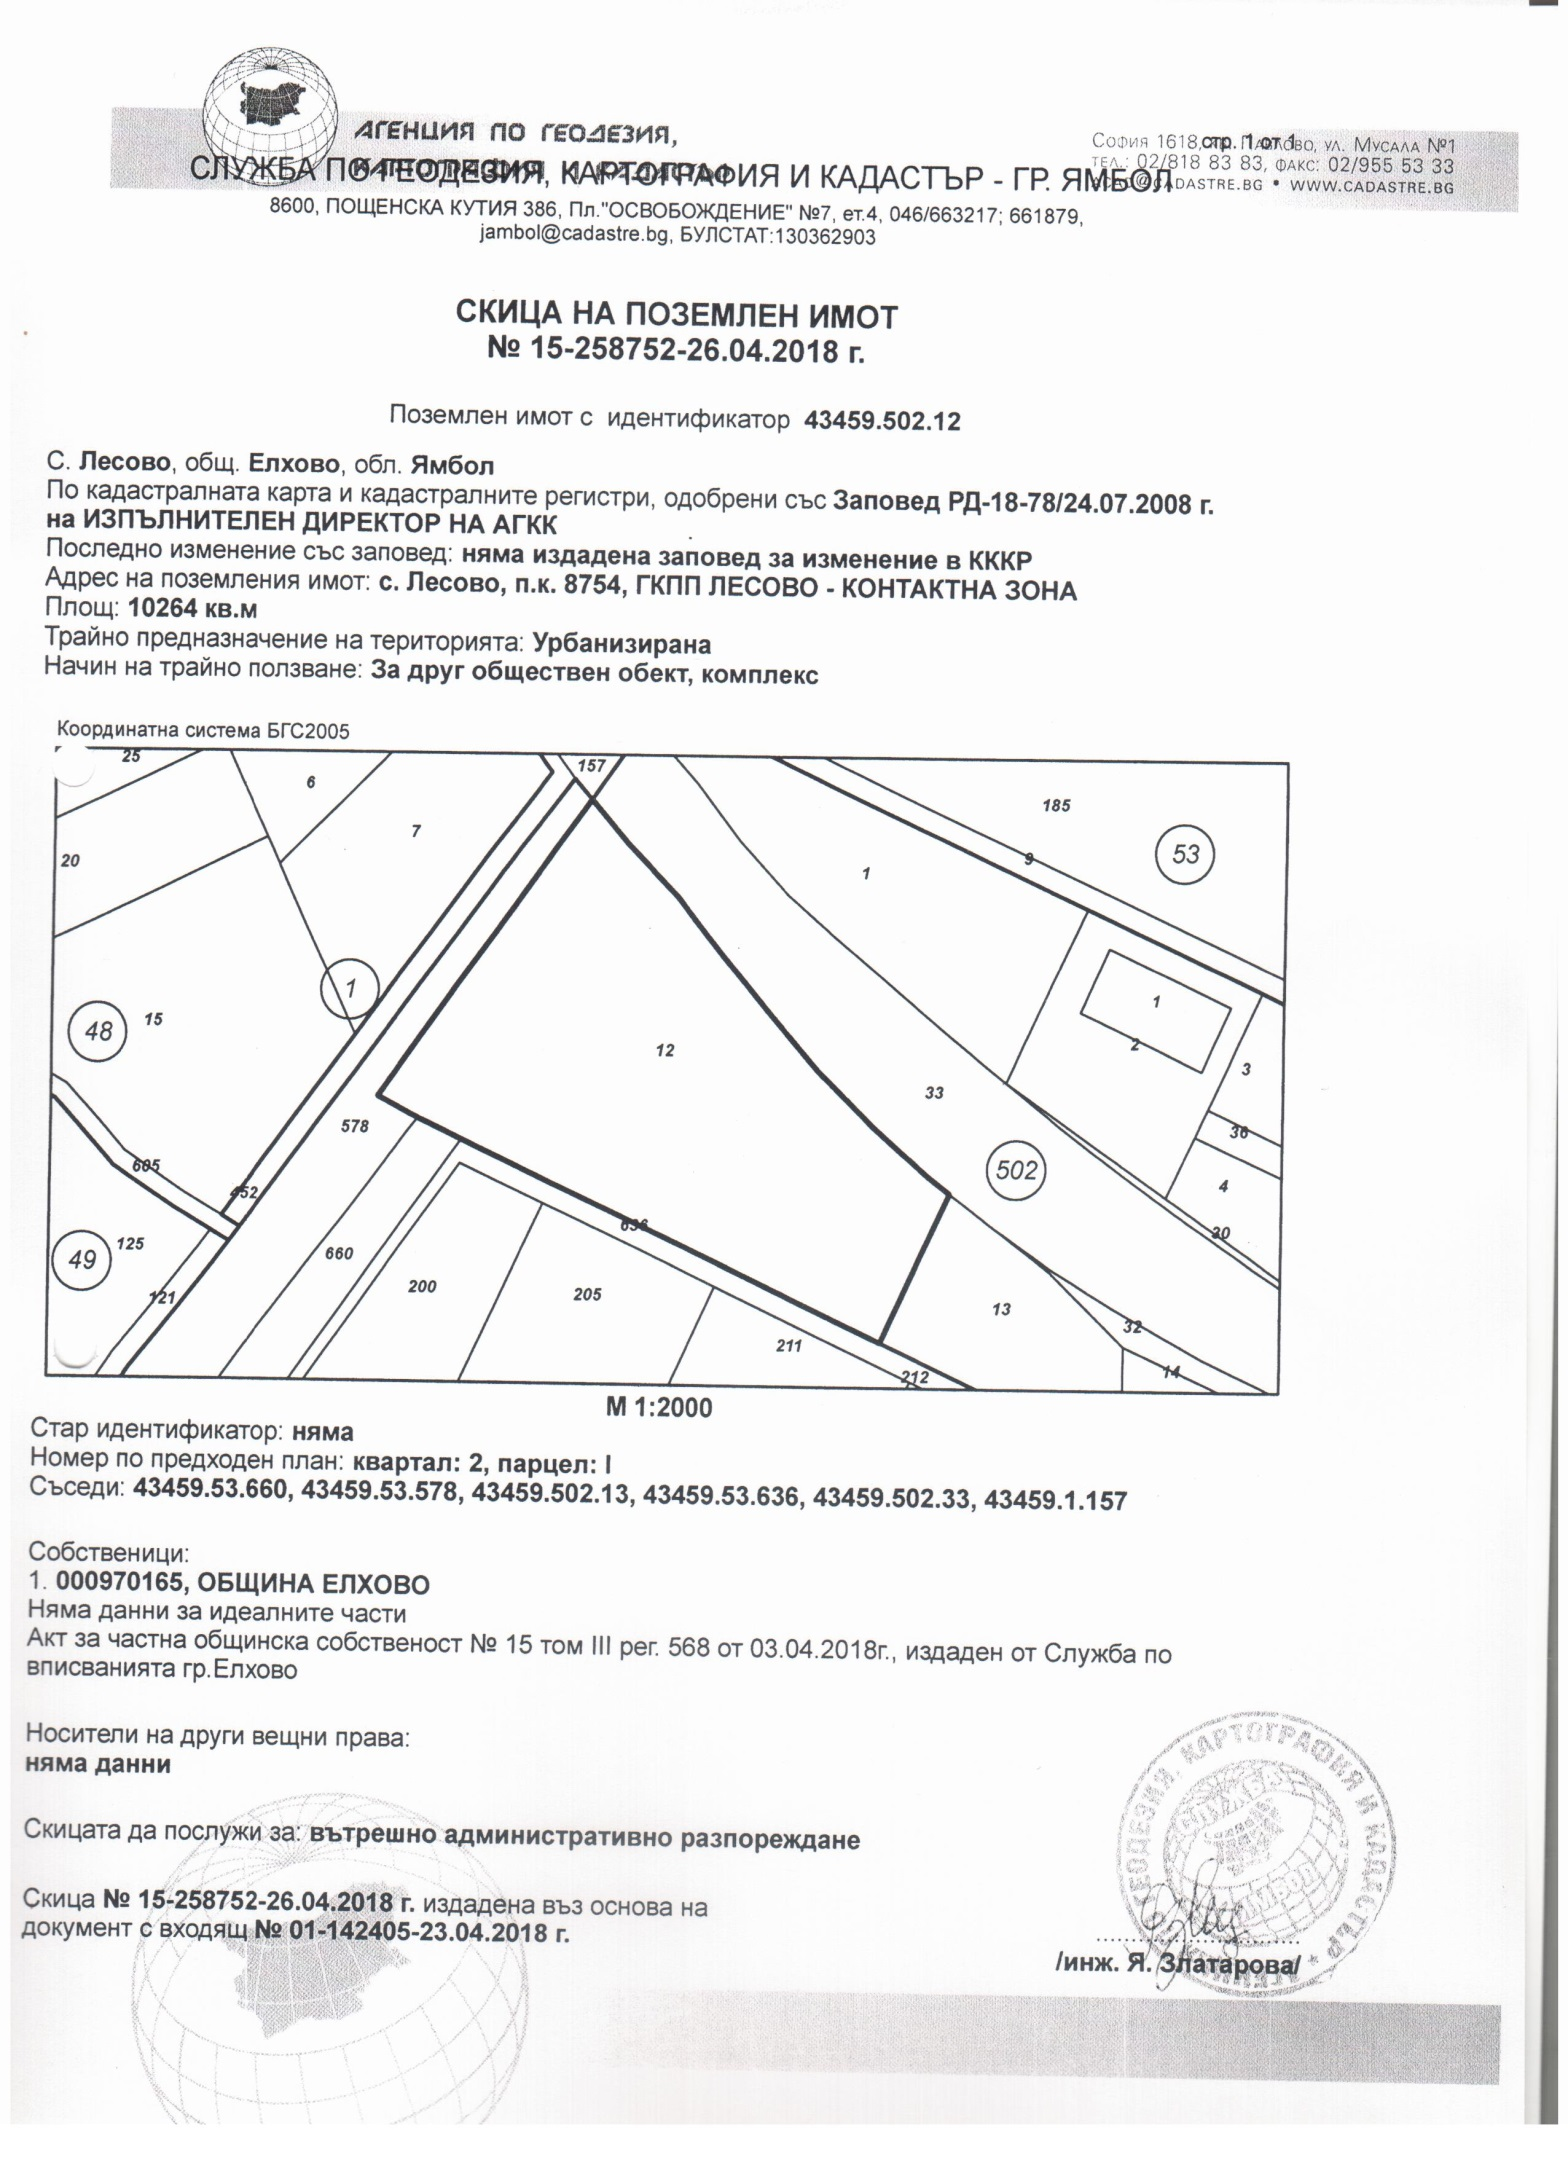 АГЕНЦИЯ ПО ГЕОДЕЗИЯ,
София 1618, ул. Мусала №1
стр. 1 от 1
тел.: 02/818 83 83, факс: 02/955 53 33
ACAD@CADASTRE.BG • WWW.CADASTRE.BG
СЛУЖБА ПО ГЕОДЕЗИЯ, КАРТОГРАФИЯ И КАДАСТЪР - ГР. ЯМБОЛ
8600, ПОЩЕНСКА КУТИЯ 386, Пл."ОСВОБОЖДЕНИЕ" №7, ет.4, 046/663217; 661879,
jambol@cadastre.bg, БУЛСТАТ:130362903
СКИЦА НА ПОЗЕМЛЕН ИМОТ
№ 15-258752-26.04.2018 г.
Поземлен имот с идентификатор 43459.502.12
С. Лесово, общ. Елхово, обл. Ямбол
По кадастралната карта и кадастралните регистри, одобрени със Заповед РД-18-78/24.07.2008 г.
на ИЗПЪЛНИТЕЛЕН ДИРЕКТОР НА АГКК
Последно изменение със заповед: няма издадена заповед за изменение в КККР
Адрес на поземления имот: с. Лесово, п.к. 8754, ГКПП ЛЕСОВО - КОНТАКТНА ЗОНА
Площ: 10264 кв.м
Трайно предназначение на територията: Урбанизирана
Начин на трайно ползване: За друг обществен обект, комплекс
Координатна система БГС2005
25
157
6
185
7
53
20
9
1
1
48
15
1
2
12
3
33
578
36
605
502
4
452
636
30
125
49
660
200
205
121
13
32
211
14
212
М 1:2000
Стар идентификатор: няма
Номер по предходен план: квартал: 2, парцел: I
Съседи: 43459.53.660, 43459.53.578, 43459.502.13, 43459.53.636, 43459.502.33, 43459.1.157
Собственици:
1. 000970165, ОБЩИНА ЕЛХОВО
Няма данни за идеалните части
Акт за частна общинска собственост № 15 том III рег. 568 от 03.04.2018г., издаден от Служба по
вписванията гр.Елхово
Носители на други вещни права:
няма данни
Скицата да послужи за: вътрешно административно разпореждане
Скица № 15-258752-26.04.2018 г. издадена въз основа на
документ с входящ № 01-142405-23.04.2018 г.
ГЕОДЕЗИЯ, КАРТОГРАФИЯ И КАДАСТЪР
СЛУЖБА
ЯМБОЛ
/инж. Я. Златарова/